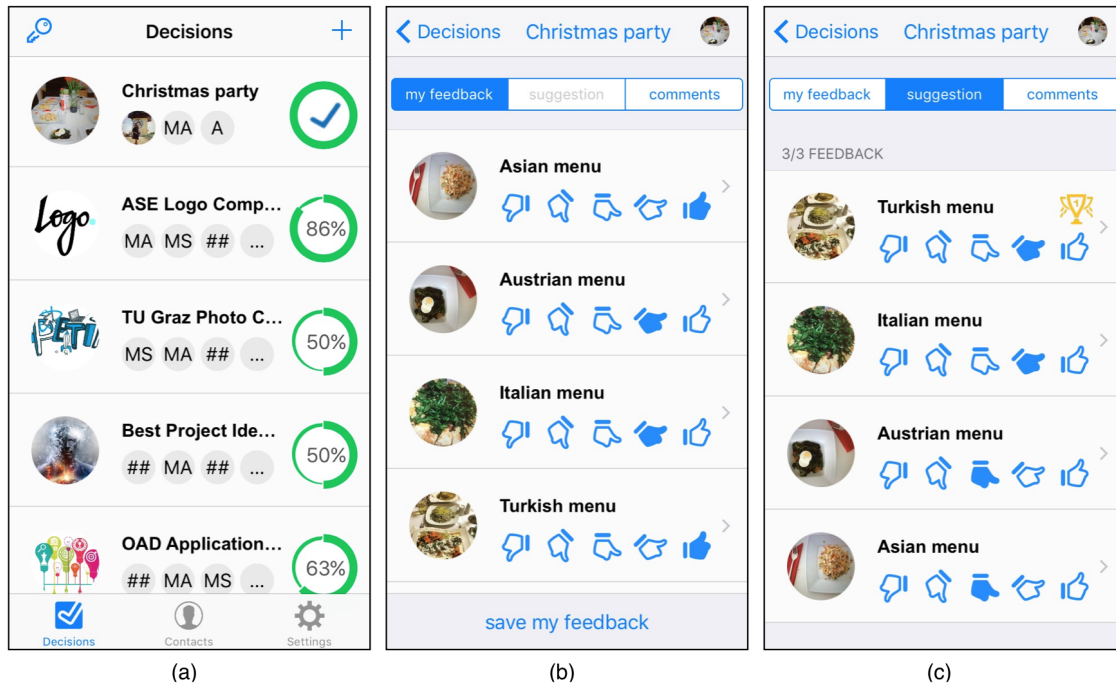 Decisions
Christmas party
MA A
Logo.
ASE Logo Comp...
MA MS ## ...
86%
TU Graz Photo C...
MS MA ## ...
50%
Best Project Ide...
## MA ## ...
50%
OAD Application...
## MA MS ...
63%
Decisions Contacts Settings
(a)
Decisions Christmas party
my feedback suggestion comments
Asian menu
Austrian menu
Italian menu
Turkish menu
save my feedback
(b)
Decisions Christmas party
my feedback suggestion comments
3/3 FEEDBACK
Turkish menu
1
Italian menu
Austrian menu
Asian menu
(c)